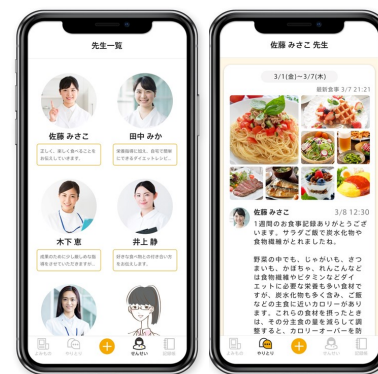 先生一覧
佐藤 みさこ
田中 みか
正しく、楽しく食べることを
お伝えしていきます。
栄養指導に加え、自宅で簡単
にできるダイエットレシピ…
木下 恵
井上 静
成果のために少し厳しめな指
導をさせていただきますが…
好きな食べ物との付き合い方
をお伝えします。
よみもの
やりとり
せんせい
記録帳
佐藤 みさこ 先生
3/1(金)~3/7(木)
最新食事 3/7 21:21
佐藤 みさこ
3/8 12:30
1週間のお食事記録ありがとうござ
います。サラダご飯で炭水化物や
食物繊維がとれましたね。
野菜の中でも、じゃがいも、さつ
まいも、かぼちゃ、れんこんなど
は食物繊維やビタミンなどダイ
エットに必要な栄養も多い食材で
すが、炭水化物も多く含み、ご飯
などの主食に近いカロリーがあり
ます。これらの食材を摂ったとき
は、その分主食の量を減らして調
整すると、カロリーオーバーを防
よみもの
やりとり
せんせい
記録帳